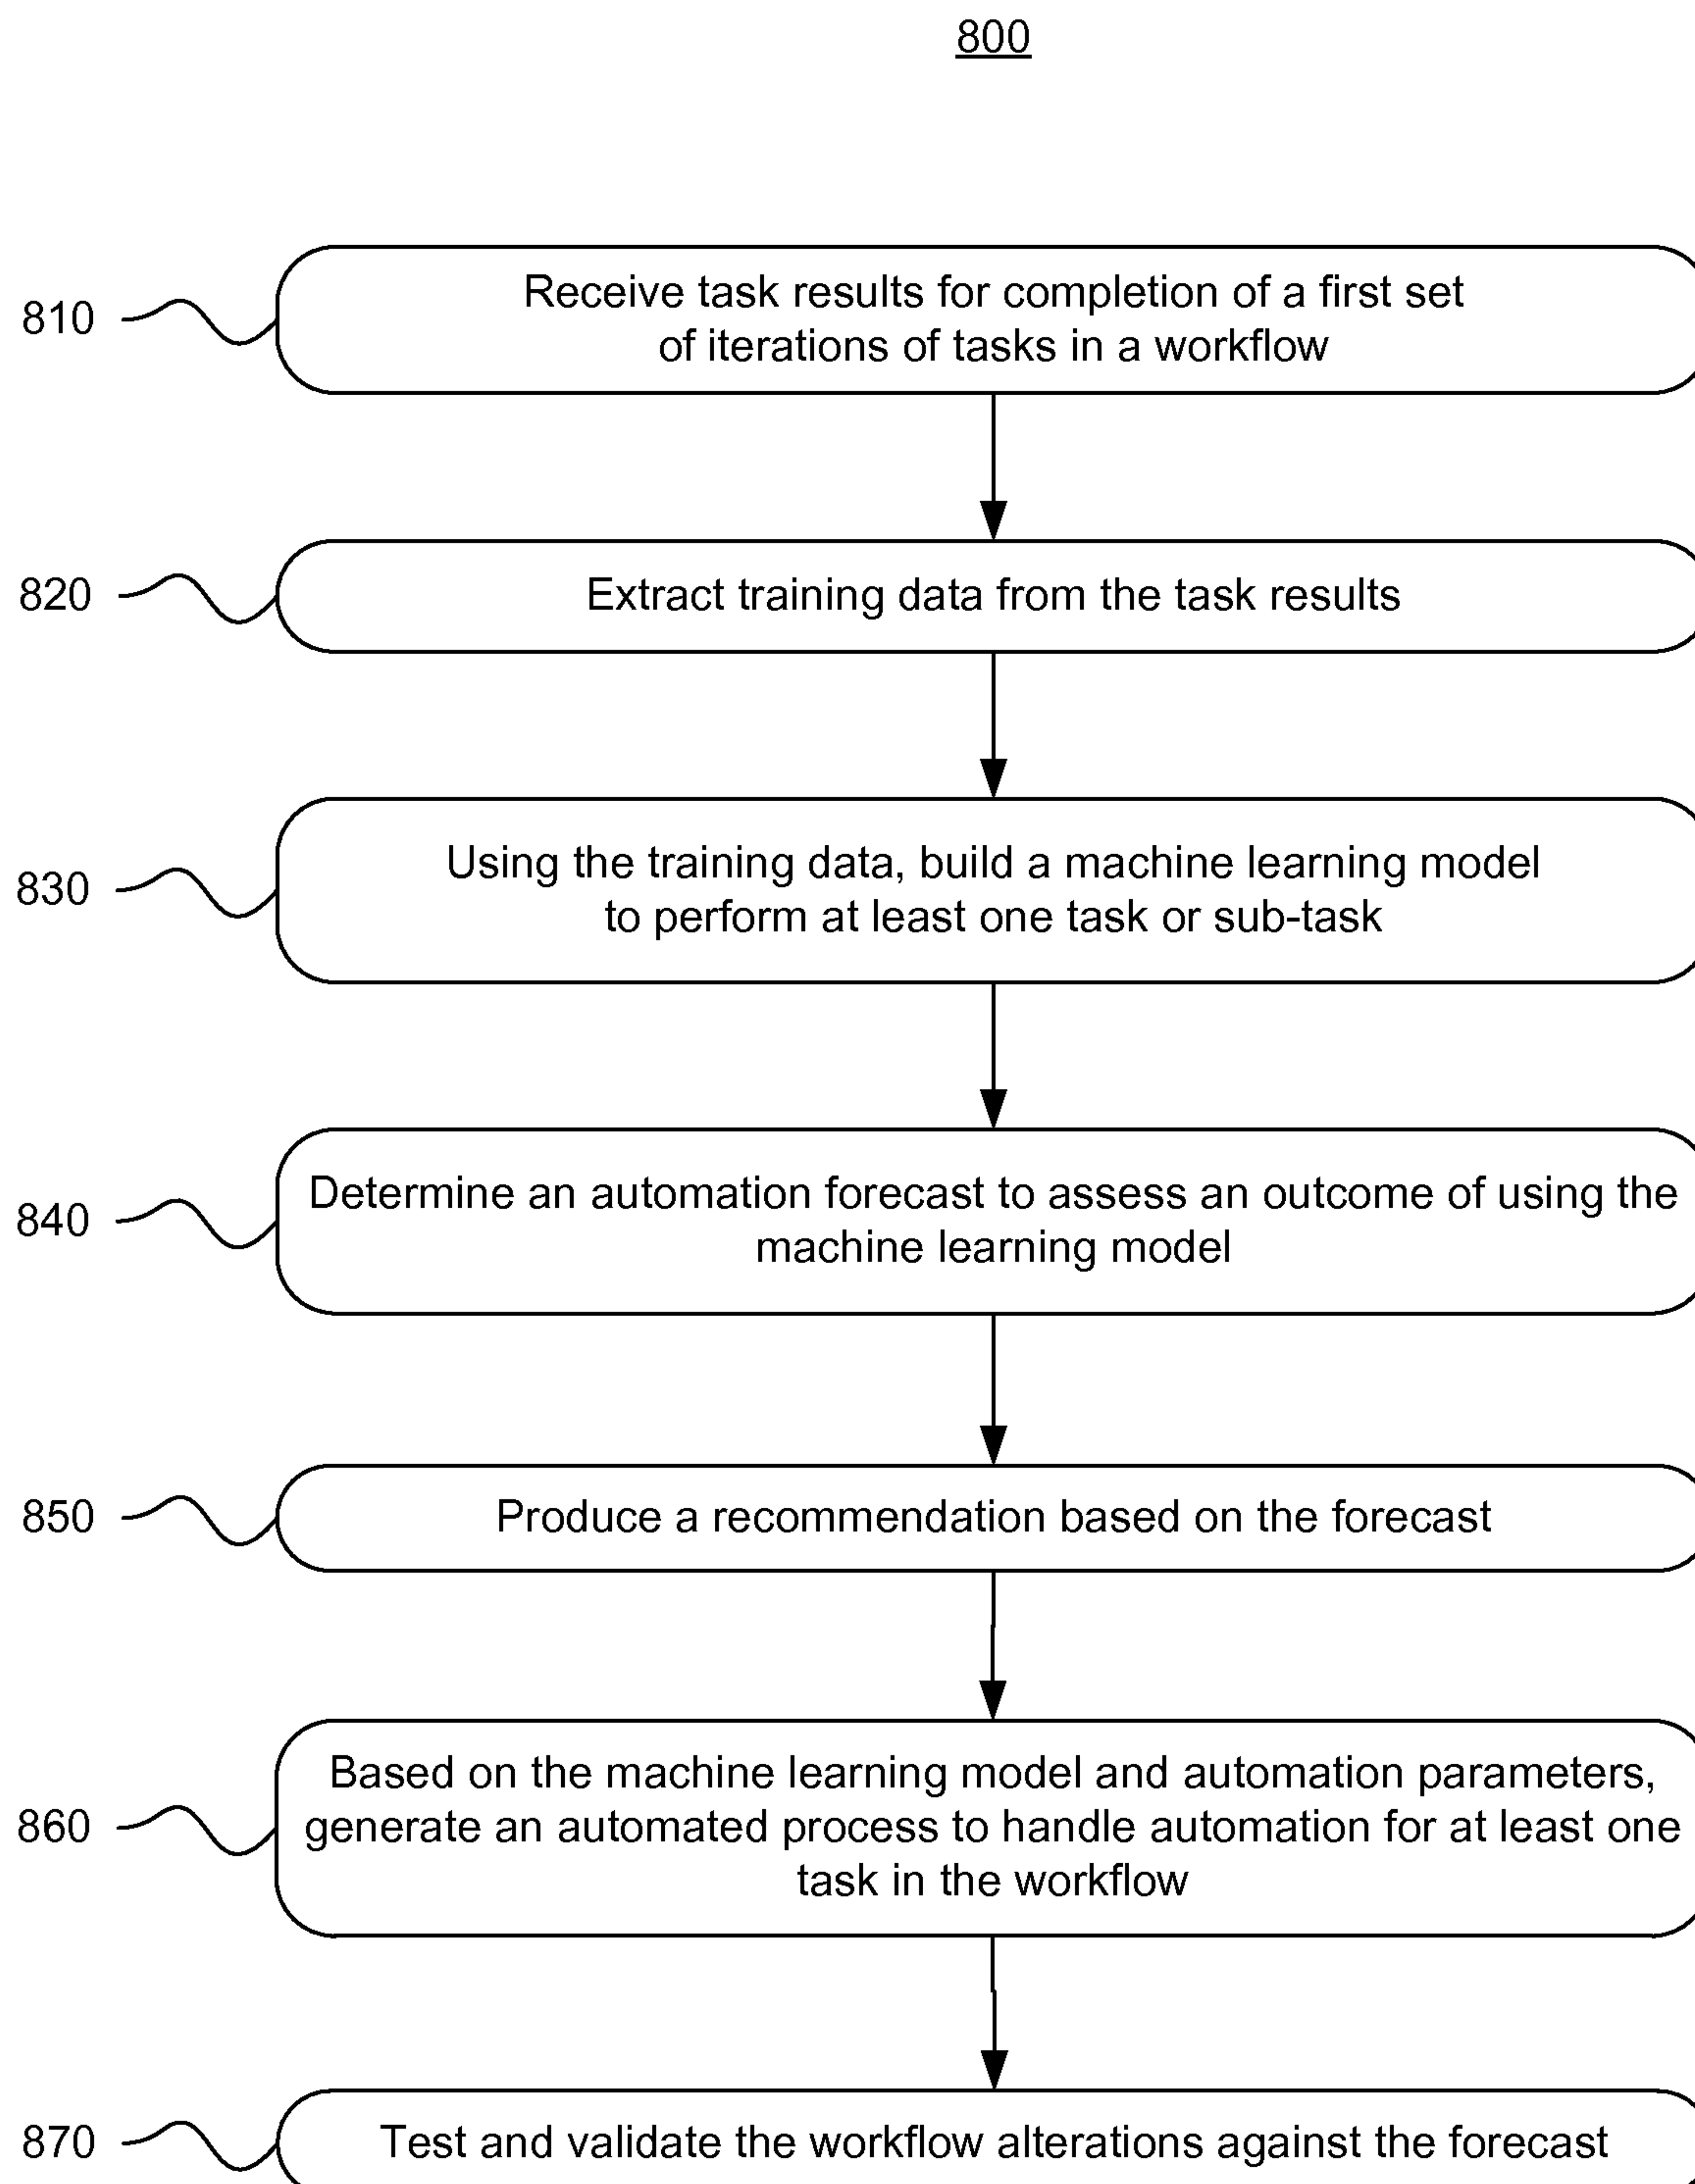 800
810
Receive task results for completion of a first set
of iterations of tasks in a workflow
820
Extract training data from the task results
830
Using the training data, build a machine learning model
to perform at least one task or sub-task
840
Determine an automation forecast to assess an outcome of using the
machine learning model
850
Produce a recommendation based on the forecast
860
Based on the machine learning model and automation parameters,
generate an automated process to handle automation for at least one
task in the workflow
870
Test and validate the workflow alterations against the forecast